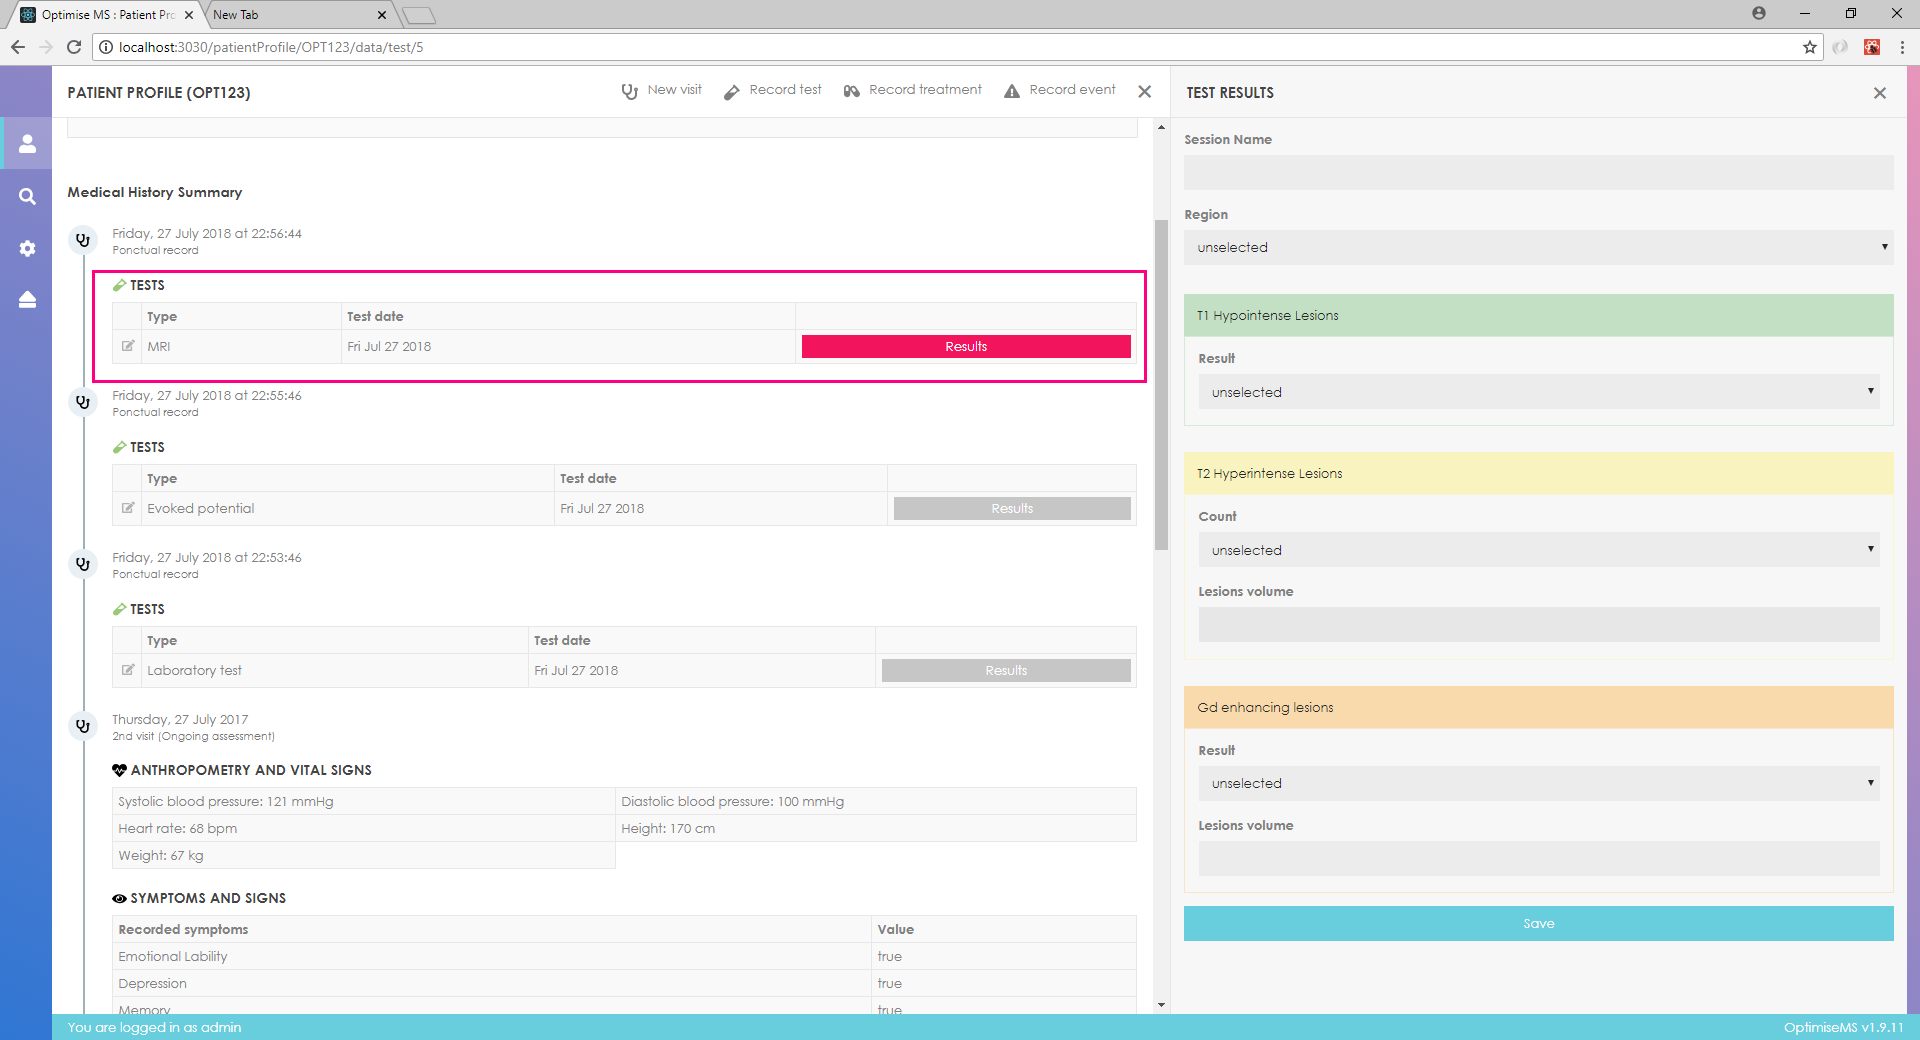 Optimise MS : Patient Pro
New Tab
localhost:3030/patientProfile/OPT123/data/test/5
PATIENT PROFILE (OPT123)
New visit
Record test
Record treatment
Record event
Medical History Summary
Friday, 27 July 2018 at 22:56:44
Ponctual record
TESTS
Type Test date
MRI Fri Jul 27 2018 Results
Friday, 27 July 2018 at 22:55:46
Ponctual record
TESTS
Type Test date
Evoked potential Fri Jul 27 2018 Results
Friday, 27 July 2018 at 22:53:46
Ponctual record
TESTS
Type Test date
Laboratory test Fri Jul 27 2018 Results
Thursday, 27 July 2017
2nd visit (Ongoing assessment)
ANTHROPOMETRY AND VITAL SIGNS
Systolic blood pressure: 121 mmHg Diastolic blood pressure: 100 mmHg
Heart rate: 68 bpm Height: 170 cm
Weight: 67 kg
SYMPTOMS AND SIGNS
Recorded symptoms Value
Emotional Lability true
Depression true
Memory true
TEST RESULTS
Session Name
Region
unselected
T1 Hypointense Lesions
Result
unselected
T2 Hyperintense Lesions
Count
unselected
Lesions volume
Gd enhancing lesions
Result
unselected
Lesions volume
Save
You are logged in as admin
OptimiseMS v1.9.11